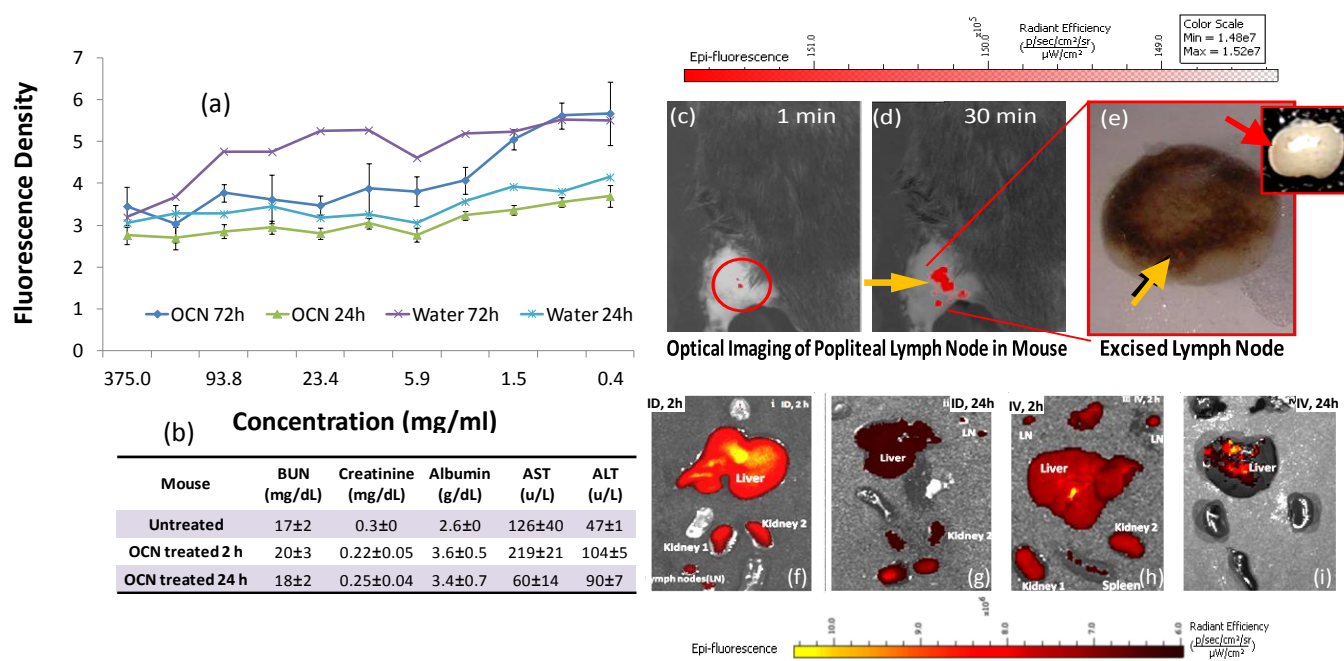 (a)
Fluorescence Density
7
6
5
4
3
2
1
0
OCN 72h
OCN 24h
Water 72h
Water 24h
375.0 93.8 23.4 5.9 1.5 0.4
Concentration (mg/ml)
(b)
Mouse BUN (mg/dL) Creatinine (mg/dL) Albumin (g/dL) AST (u/L) ALT (u/L)
Untreated 17±2 0.3±0 2.6±0 126±40 47±1
OCN treated 2 h 20±3 0.22±0.05 3.6±0.5 219±21 104±5
OCN treated 24 h 18±2 0.25±0.04 3.4±0.7 60±14 90±7
Epi-fluorescence
151.0
x10⁵
150.0
149.0
Radiant Efficiency
(p/sec/cm²/sr / µW/cm²)
Color Scale
Min = 1.48e7
Max = 1.52e7
(c) 1 min
(d) 30 min
(e)
Optical Imaging of Popliteal Lymph Node in Mouse
Excised Lymph Node
ID, 2h
i ID, 2 h
Liver
Kidney 1
Kidney 2
Lymph nodes(LN)
(f)
ii
ID, 24h
LN
Liver
Kidney 2
(g)
IV, 2h
iii IV, 2 h
LN
LN
Liver
Kidney 2
Kidney 1
Spleen
(h)
IV, 24h
Liver
(i)
Epi-fluorescence
10.0
9.0
x10⁶
8.0
7.0
6.0
Radiant Efficiency
(p/sec/cm²/sr / µW/cm²)